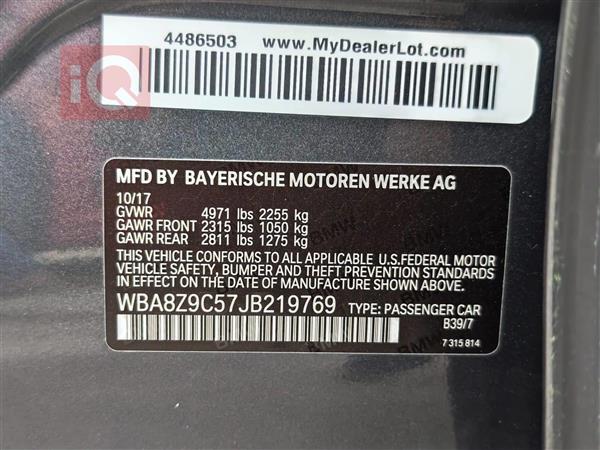 4486503 www.MyDealerLot.com
iQ
MFD BY BAYERISCHE MOTOREN WERKE AG
10/17
GVWR 4971 lbs 2255 kg
GAWR FRONT 2315 lbs 1050 kg
GAWR REAR 2811 lbs 1275 kg
THIS VEHICLE CONFORMS TO ALL APPLICABLE U.S.FEDERAL MOTOR
VEHICLE SAFETY, BUMPER AND THEFT PREVENTION STANDARDS
IN EFFECT ON THE DATE OF MANUFACTURE SHOWN ABOVE.
WBA8Z9C57JB219769 TYPE: PASSENGER CAR
B39/7
7 315 814